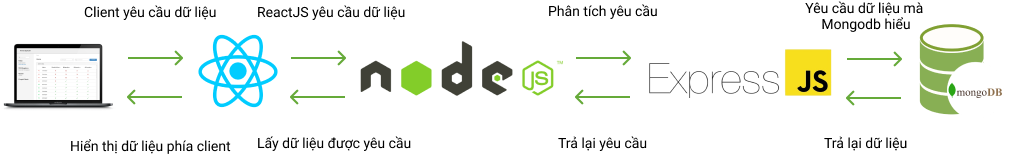 Client yêu cầu dữ liệu
ReactJS yêu cầu dữ liệu
Phân tích yêu cầu
Yêu cầu dữ liệu mà
Mongodb hiểu
node
JS
™
Express
JS
mongoDB
Hiển thị dữ liệu phía client
Lấy dữ liệu được yêu cầu
Trả lại yêu cầu
Trả lại dữ liệu